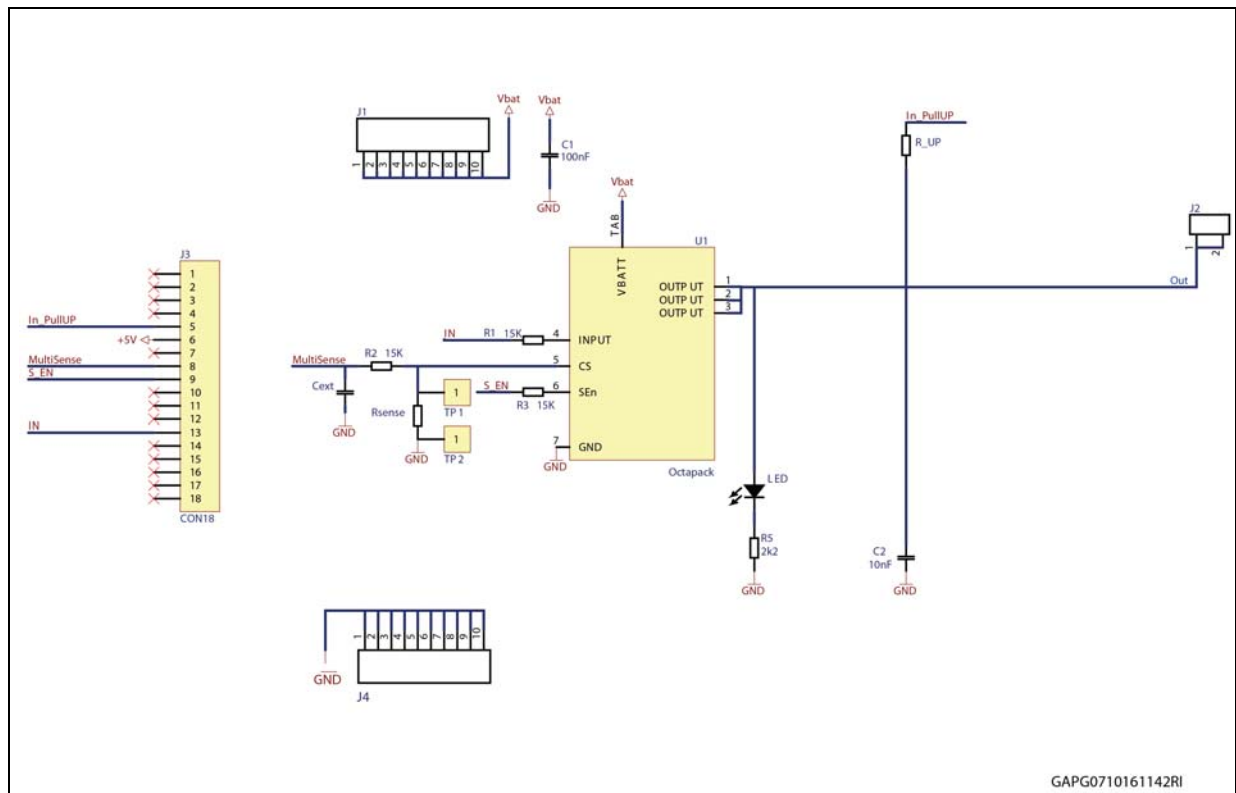 J1
1 2 3 4 5 6 7 8 9 10
Vbat
Vbat
C1
100nF
GND
In_PullUP
R_UP
J2
1
2
Out
Vbat
TAB
U1
VBATT
1
OUTP UT
2
OUTP UT
3
OUTP UT
IN
R1 15K
4
INPUT
MultiSense
R2 15K
5
CS
Cext
GND
Rsense
GND
1
TP1
1
TP2
S_EN
R3 15K
6
SEn
7
GND
GND
Octapack
J3
1
2
3
4
In_PullUP
5
+5V
6
7
MultiSense
8
S_EN
9
10
11
12
IN
13
14
15
16
17
18
CON18
LED
R5
2k2
GND
C2
10nF
GND
1 2 3 4 5 6 7 8 9 10
GND
J4
GAPG0710161142RI